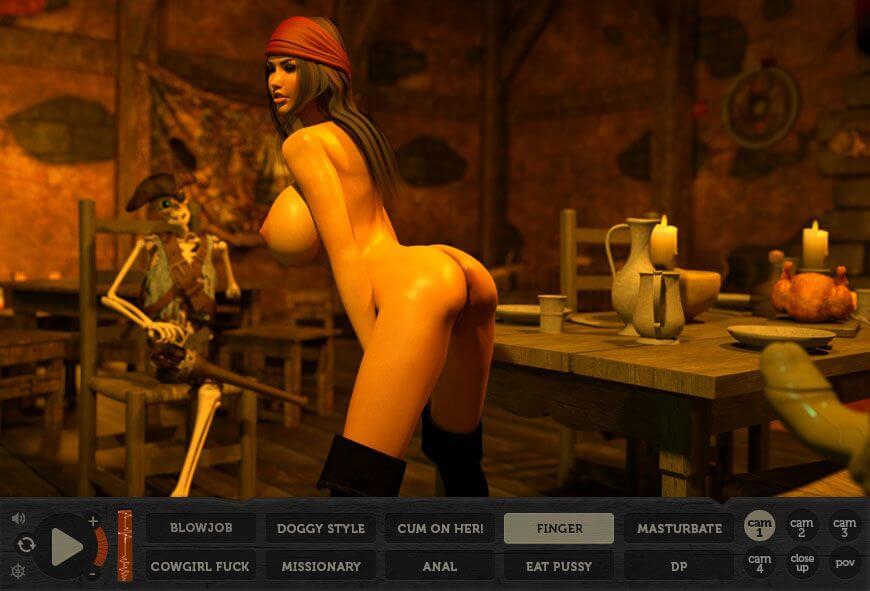 BLOWJOB DOGGY STYLE CUM ON HER! FINGER MASTURBATE cam 1 cam 2 cam 3
COWGIRL FUCK MISSIONARY ANAL EAT PUSSY DP cam 4 close up pov
+
-